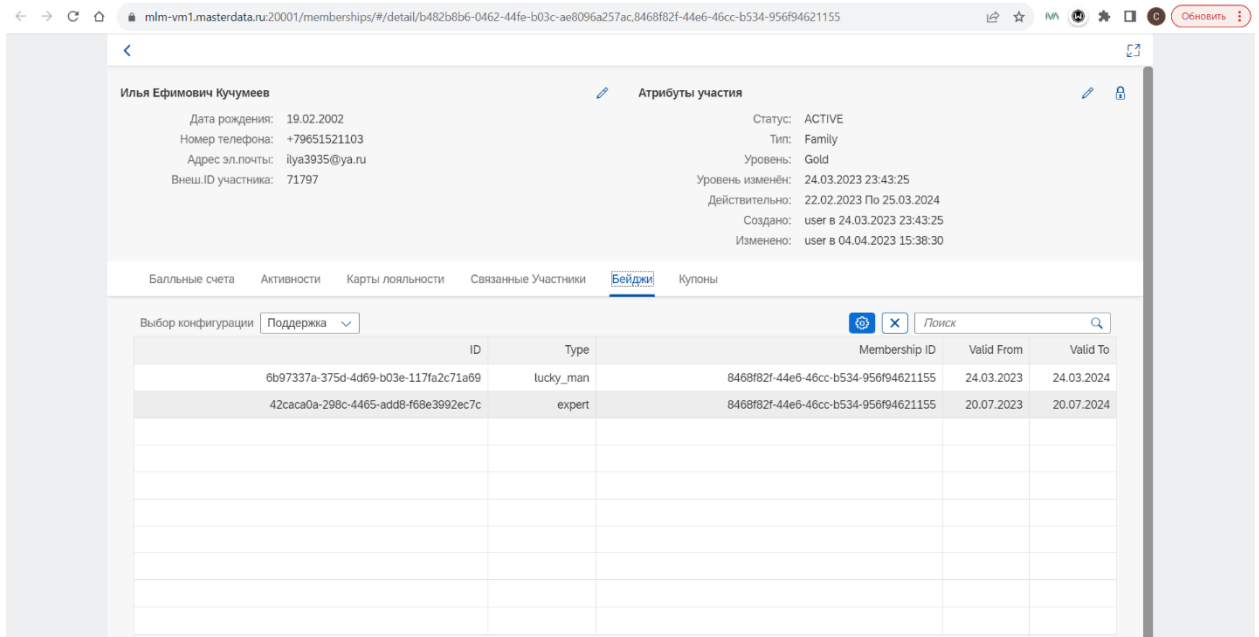 mlm-vm1.masterdata.ru:20001/memberships/#/detail/b482b8b6-0462-44fe-b03c-ae8096a257ac,8468f82f-44e6-46cc-b534-956f94621155
C
Обновить
Илья Ефимович Кучумеев
Дата рождения: 19.02.2002
Номер телефона: +79651521103
Адрес эл.почты: ilya3935@ya.ru
Внеш.ID участника: 71797
Атрибуты участия
Статус: ACTIVE
Тип: Family
Уровень: Gold
Уровень изменён: 24.03.2023 23:43:25
Действительно: 22.02.2023 По 25.03.2024
Создано: user в 24.03.2023 23:43:25
Изменено: user в 04.04.2023 15:38:30
Балльные счета Активности Карты лояльности Связанные Участники Бейджи Купоны
Выбор конфигурации Поддержка Поиск
ID Type Membership ID Valid From Valid To
6b97337a-375d-4d69-b03e-117fa2c71a69 lucky_man 8468f82f-44e6-46cc-b534-956f94621155 24.03.2023 24.03.2024
42caca0a-298c-4465-add8-f68e3992ec7c expert 8468f82f-44e6-46cc-b534-956f94621155 20.07.2023 20.07.2024